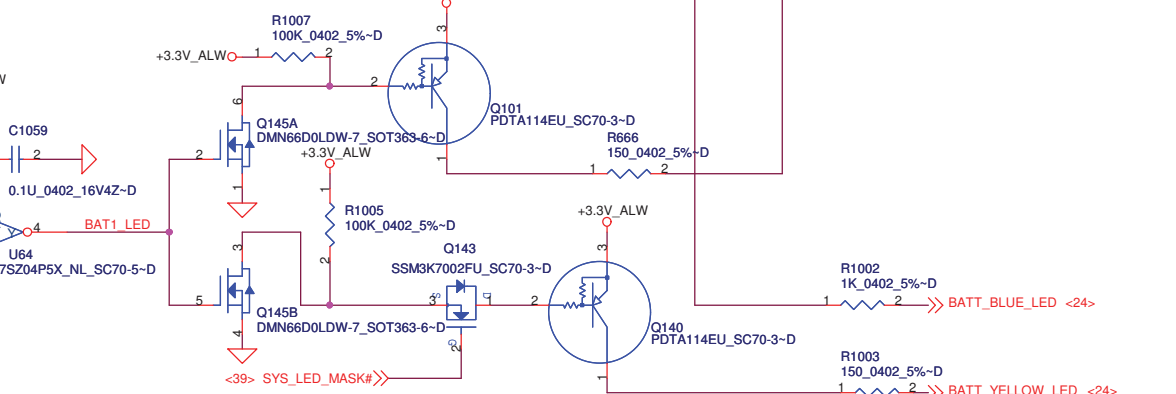 R1007
100K_0402_5%~D
+3.3V_ALW
1
2
3
2
Q101
PDTA114EU_SC70-3~D
1
W
C1059
2
0.1U_0402_16V4Z~D
6
Q145A
DMN66D0LDW-7_SOT363-6~D
2
1
+3.3V_ALW
1
R1005
100K_0402_5%~D
2
R666
150_0402_5%~D
1
2
Y
4
BAT1_LED
U64
7SZ04P5X_NL_SC70-5~D
3
5
Q145B
DMN66D0LDW-7_SOT363-6~D
4
Q143
SSM3K7002FU_SC70-3~D
3
S
D
1
G
2
<39> SYS_LED_MASK#
+3.3V_ALW
3
2
Q140
PDTA114EU_SC70-3~D
1
R1002
1K_0402_5%~D
1
2
BATT_BLUE_LED <24>
R1003
150_0402_5%~D
1
2
BATT_YELLOW_LED <24>